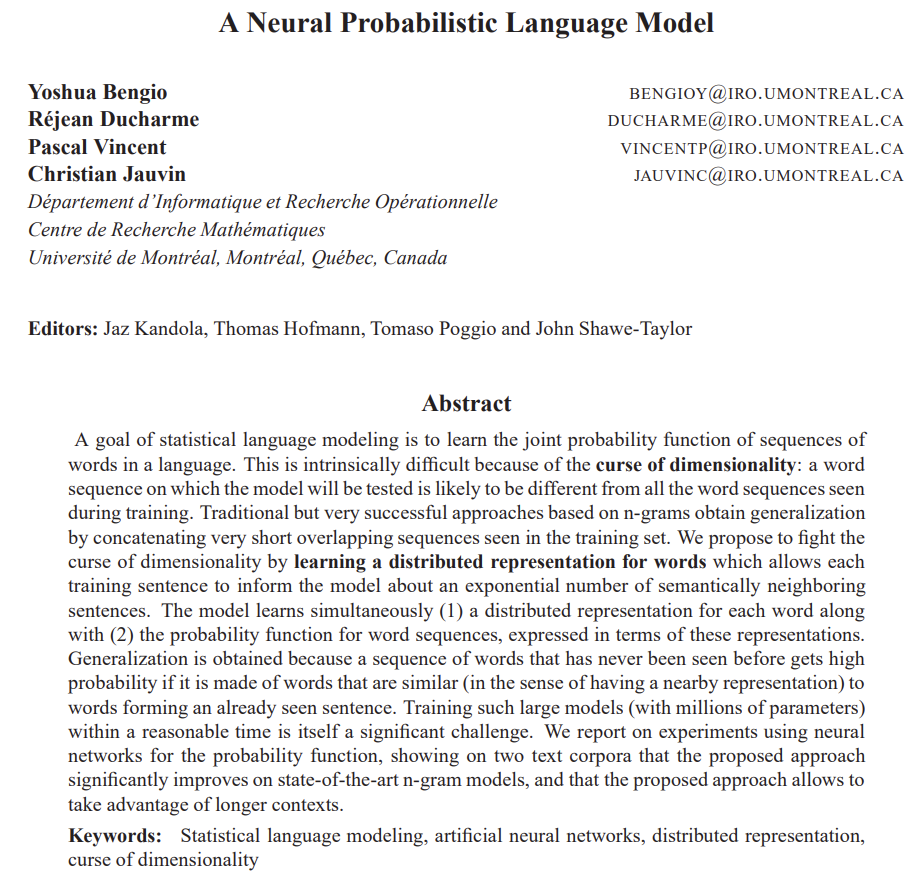 A Neural Probabilistic Language Model
Yoshua Bengio BENGIOY@IRO.UMONTREAL.CA
Réjean Ducharme DUCHARME@IRO.UMONTREAL.CA
Pascal Vincent VINCENTP@IRO.UMONTREAL.CA
Christian Jauvin JAUVINC@IRO.UMONTREAL.CA
Département d'Informatique et Recherche Opérationnelle
Centre de Recherche Mathématiques
Université de Montréal, Montréal, Québec, Canada
Editors: Jaz Kandola, Thomas Hofmann, Tomaso Poggio and John Shawe-Taylor
Abstract
A goal of statistical language modeling is to learn the joint probability function of sequences of
words in a language. This is intrinsically difficult because of the curse of dimensionality: a word
sequence on which the model will be tested is likely to be different from all the word sequences seen
during training. Traditional but very successful approaches based on n-grams obtain generalization
by concatenating very short overlapping sequences seen in the training set. We propose to fight the
curse of dimensionality by learning a distributed representation for words which allows each
training sentence to inform the model about an exponential number of semantically neighboring
sentences. The model learns simultaneously (1) a distributed representation for each word along
with (2) the probability function for word sequences, expressed in terms of these representations.
Generalization is obtained because a sequence of words that has never been seen before gets high
probability if it is made of words that are similar (in the sense of having a nearby representation) to
words forming an already seen sentence. Training such large models (with millions of parameters)
within a reasonable time is itself a significant challenge. We report on experiments using neural
networks for the probability function, showing on two text corpora that the proposed approach
significantly improves on state-of-the-art n-gram models, and that the proposed approach allows to
take advantage of longer contexts.
Keywords: Statistical language modeling, artificial neural networks, distributed representation,
curse of dimensionality